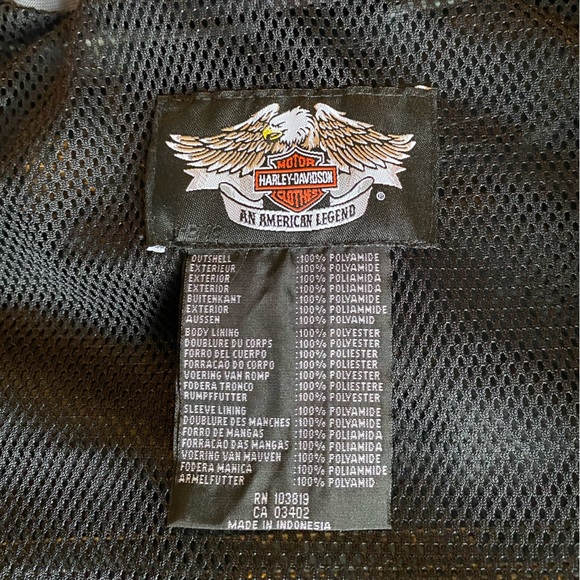 MOTOR
HARLEY-DAVIDSON
CLOTHES
AN AMERICAN LEGEND
®
OUTSHELL :100% POLYAMIDE
EXTERIEUR :100% POLYAMIDE
EXTERIOR :100% POLIAMIDA
EXTERIOR :100% POLIAMIDA
BUITENKANT :100% POLYAMIDE
EXTERIOR :100% POLIAMMIDE
AUSSEN :100% POLYAMID
BODY LINING :100% POLYESTER
DOUBLURE DU CORPS :100% POLYESTER
FORRO DEL CUERPO :100% POLIESTER
FORRACAO DO CORPO :100% POLIESTER
VOERING VAN ROMP :100% POLYESTER
FODERA TRONCO :100% POLIESTERE
RUMPFFUTTER :100% POLYESTER
SLEEVE LINING :100% POLYAMIDE
DOUBLURE DES MANCHES :100% POLYAMIDE
FORRO DE MANGAS :100% POLIAMIDA
FORRACAO DAS MANGAS :100% POLIAMIDA
VOERING VAN MAUVEN :100% POLYAMIDE
FODERA MANICA :100% POLIAMMIDE
ARMELFUTTER :100% POLYAMID
RN 103819
CA 03402
MADE IN INDONESIA